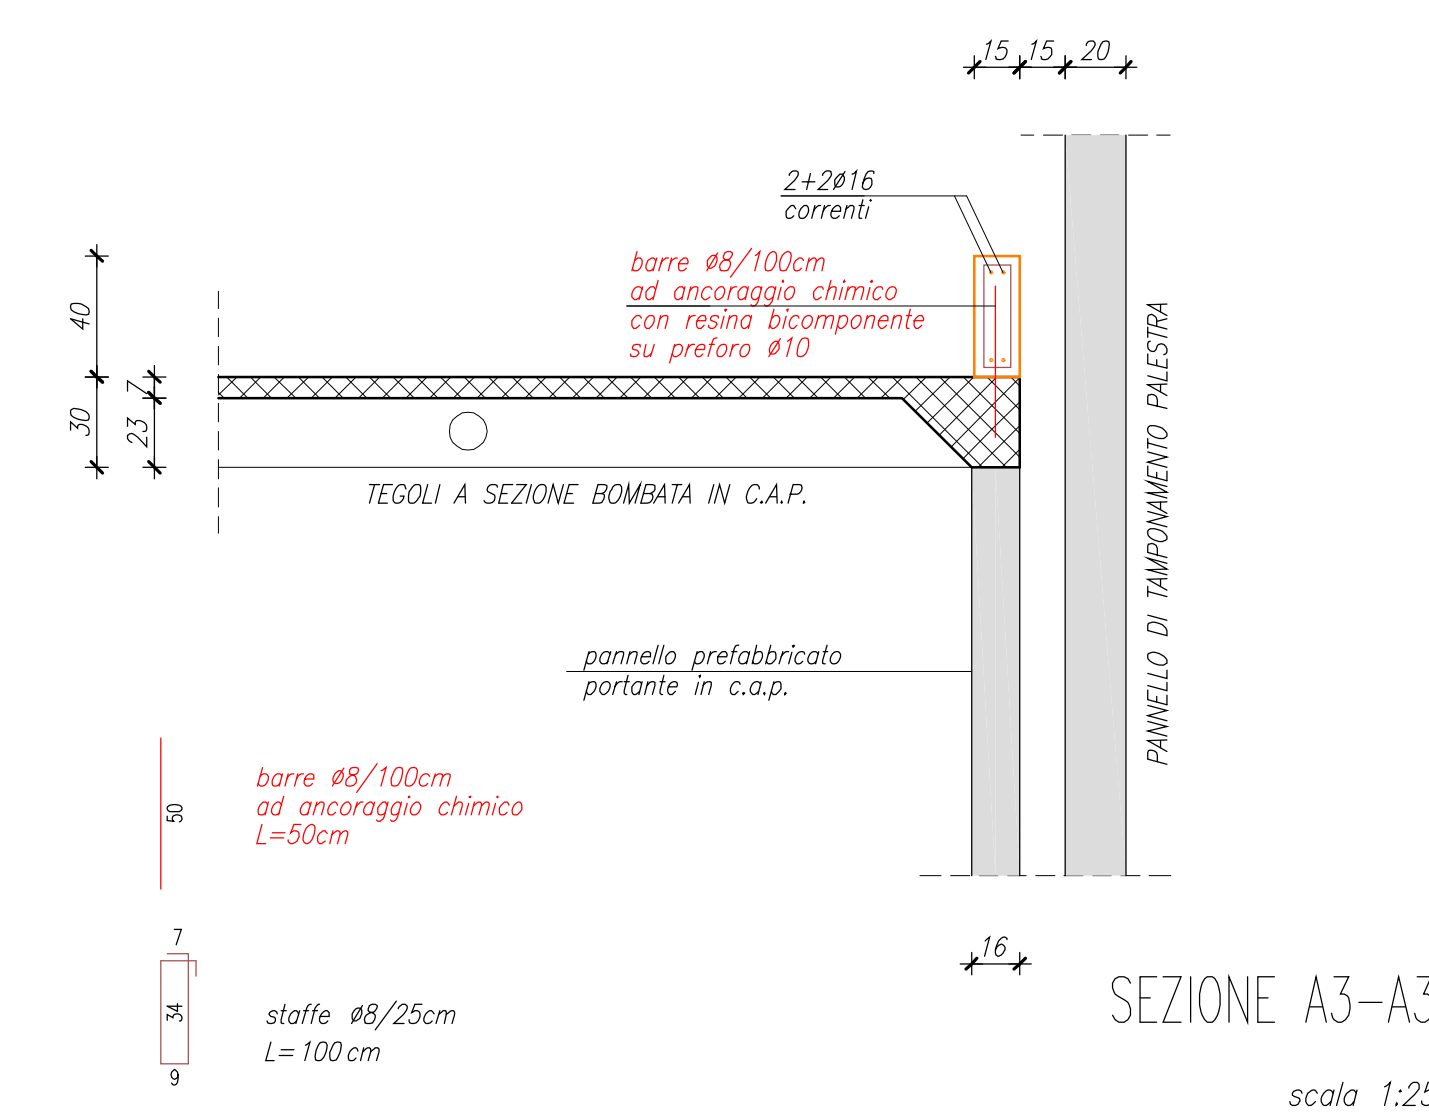 15 15 20
2+2ø16
correnti
barre ø8/100cm
ad ancoraggio chimico
con resina bicomponente
su preforo ø10
40
7
30
23
TEGOLI A SEZIONE BOMBATA IN C.A.P.
PANNELLO DI TAMPONAMENTO PALESTRA
pannello prefabbricato
portante in c.a.p.
50
barre ø8/100cm
ad ancoraggio chimico
L=50cm
7
34
9
staffe ø8/25cm
L=100cm
16
SEZIONE A3-A3
scala 1:25